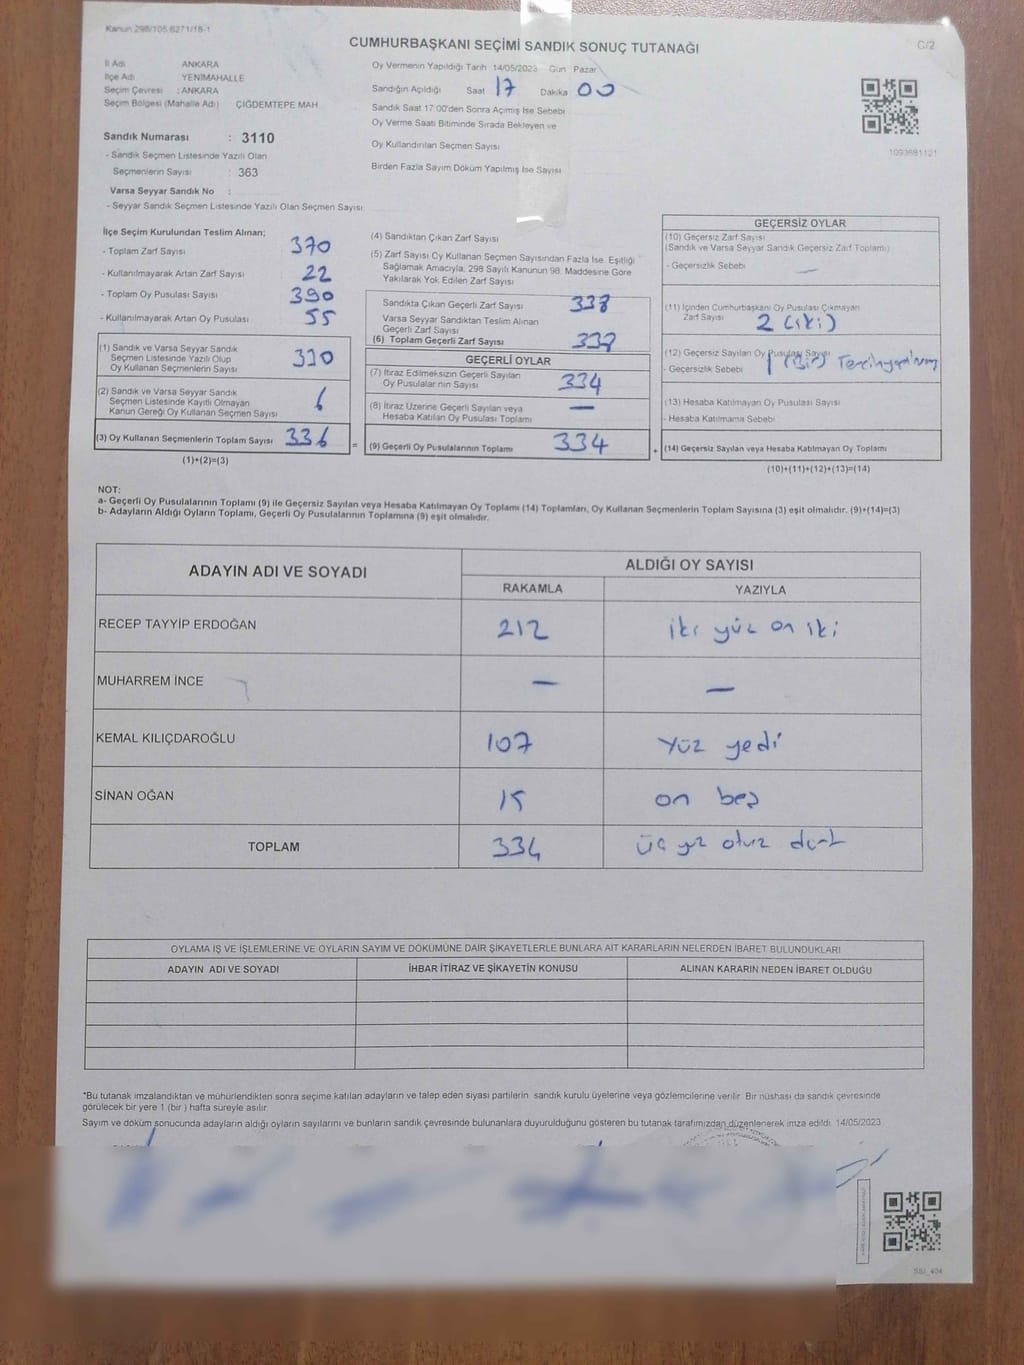 Kanun 298/105.6271/18-1
CUMHURBAŞKANI SEÇİMİ SANDIK SONUÇ TUTANAĞI
C/2
İl Adı ANKARA
İlçe Adı YENİMAHALLE
Seçim Çevresi : ANKARA
Seçim Bölgesi (Mahalle Adı) ÇİĞDEMTEPE MAH.
Sandık Numarası : 3110
- Sandık Seçmen Listesinde Yazılı Olan
Seçmenlerin Sayısı : 363
Varsa Seyyar Sandık No :
- Seyyar Sandık Seçmen Listesinde Yazılı Olan Seçmen Sayısı
Oy Vermenin Yapıldığı Tarih 14/05/2023 Gün Pazar
Sandığın Açıldığı Saat 17 Dakika 00
Sandık Saat 17:00'den Sonra Açımış İse Sebebi
Oy Verme Saati Bitiminde Sırada Bekleyen ve
Oy Kullandırılan Seçmen Sayısı
Birden Fazla Sayım Döküm Yapılmış İse Sayısı
1093681121
İlçe Seçim Kurulundan Teslim Alınan;
- Toplam Zarf Sayısı 370
- Kullanılmayarak Artan Zarf Sayısı 22
- Toplam Oy Pusulası Sayısı 390
- Kullanılmayarak Artan Oy Pusulası 55
(1) Sandık ve Varsa Seyyar Sandık
Seçmen Listesinde Yazılı Olup
Oy Kullanan Seçmenlerin Sayısı 330
(2) Sandık ve Varsa Seyyar Sandık
Seçmen Listesinde Kayıtlı Olmayan
Kanun Gereği Oy Kullanan Seçmen Sayısı 6
(3) Oy Kullanan Seçmenlerin Toplam Sayısı 336
(1)+(2)=(3)
(4) Sandıktan Çıkan Zarf Sayısı
(5) Zarf Sayısı Oy Kullanan Seçmen Sayısından Fazla İse, Eşitliği
Sağlamak Amacıyla, 298 Sayılı Kanunun 98. Maddesine Göre
Yakılarak Yok Edilen Zarf Sayısı
Sandıkta Çıkan Geçerli Zarf Sayısı
Varsa Seyyar Sandıktan Teslim Alınan
Geçerli Zarf Sayısı
(6) Toplam Geçerli Zarf Sayısı
GEÇERLİ OYLAR
(7) İtiraz Edilmeksizin Geçerli Sayılan
Oy Pusulalarının Sayısı 334
(8) İtiraz Üzerine Geçerli Sayılan veya
Hesaba Katılan Oy Pusulası Toplamı —
= (9) Geçerli Oy Pusulalarının Toplamı 334 +
GEÇERSİZ OYLAR
(10) Geçersiz Zarf Sayısı
(Sandık ve Varsa Seyyar Sandık Geçersiz Zarf Toplamı)
- Geçersizlik Sebebi —
(11) İçinden Cumhurbaşkanı Oy Pusulası Çıkmayan
Zarf Sayısı 2 (iki)
(12) Geçersiz Sayılan Oy Pusulası Sayısı
- Geçersizlik Sebebi 1 (Bir)
(13) Hesaba Katılmayan Oy Pusulası Sayısı
- Hesaba Katılmama Sebebi
(14) Geçersiz Sayılan veya Hesaba Katılmayan Oy Toplamı
(10)+(11)+(12)+(13)=(14)
NOT:
a- Geçerli Oy Pusulalarının Toplamı (9) ile Geçersiz Sayılan veya Hesaba Katılmayan Oy Toplamı (14) Toplamları, Oy Kullanan Seçmenlerin Toplam Sayısına (3) eşit olmalıdır. (9)+(14)=(3)
b- Adayların Aldığı Oyların Toplamı, Geçerli Oy Pusulalarının Toplamına (9) eşit olmalıdır.
ADAYIN ADI VE SOYADI ALDIĞI OY SAYISI
RAKAMLA YAZIYLA
RECEP TAYYİP ERDOĞAN 212 iki yüz on iki
MUHARREM İNCE — —
KEMAL KILIÇDAROĞLU 107 yüz yedi
SİNAN OĞAN 15 on beş
TOPLAM 334 üç yüz otuz dört
OYLAMA İŞ VE İŞLEMLERİNE VE OYLARIN SAYIM VE DÖKÜMÜNE DAİR ŞİKAYETLERLE BUNLARA AİT KARARLARIN NELERDEN İBARET BULUNDUKLARI
ADAYIN ADI VE SOYADI İHBAR İTİRAZ VE ŞİKAYETİN KONUSU ALINAN KARARIN NEDEN İBARET OLDUĞU
*Bu tutanak imzalandıktan ve mühürlendikten sonra seçime katılan adayların ve talep eden siyasi partilerin sandık kurulu üyelerine veya gözlemcilerine verilir. Bir nüshası da sandık çevresinde
görülecek bir yere 1 (bir) hafta süreyle asılır.
Sayım ve döküm sonucunda adayların aldığı oyların sayılarını ve bunların sandık çevresinde bulunanlara duyurulduğunu gösteren bu tutanak tarafımızdan düzenlenerek imza edildi. 14/05/2023
SSI_404